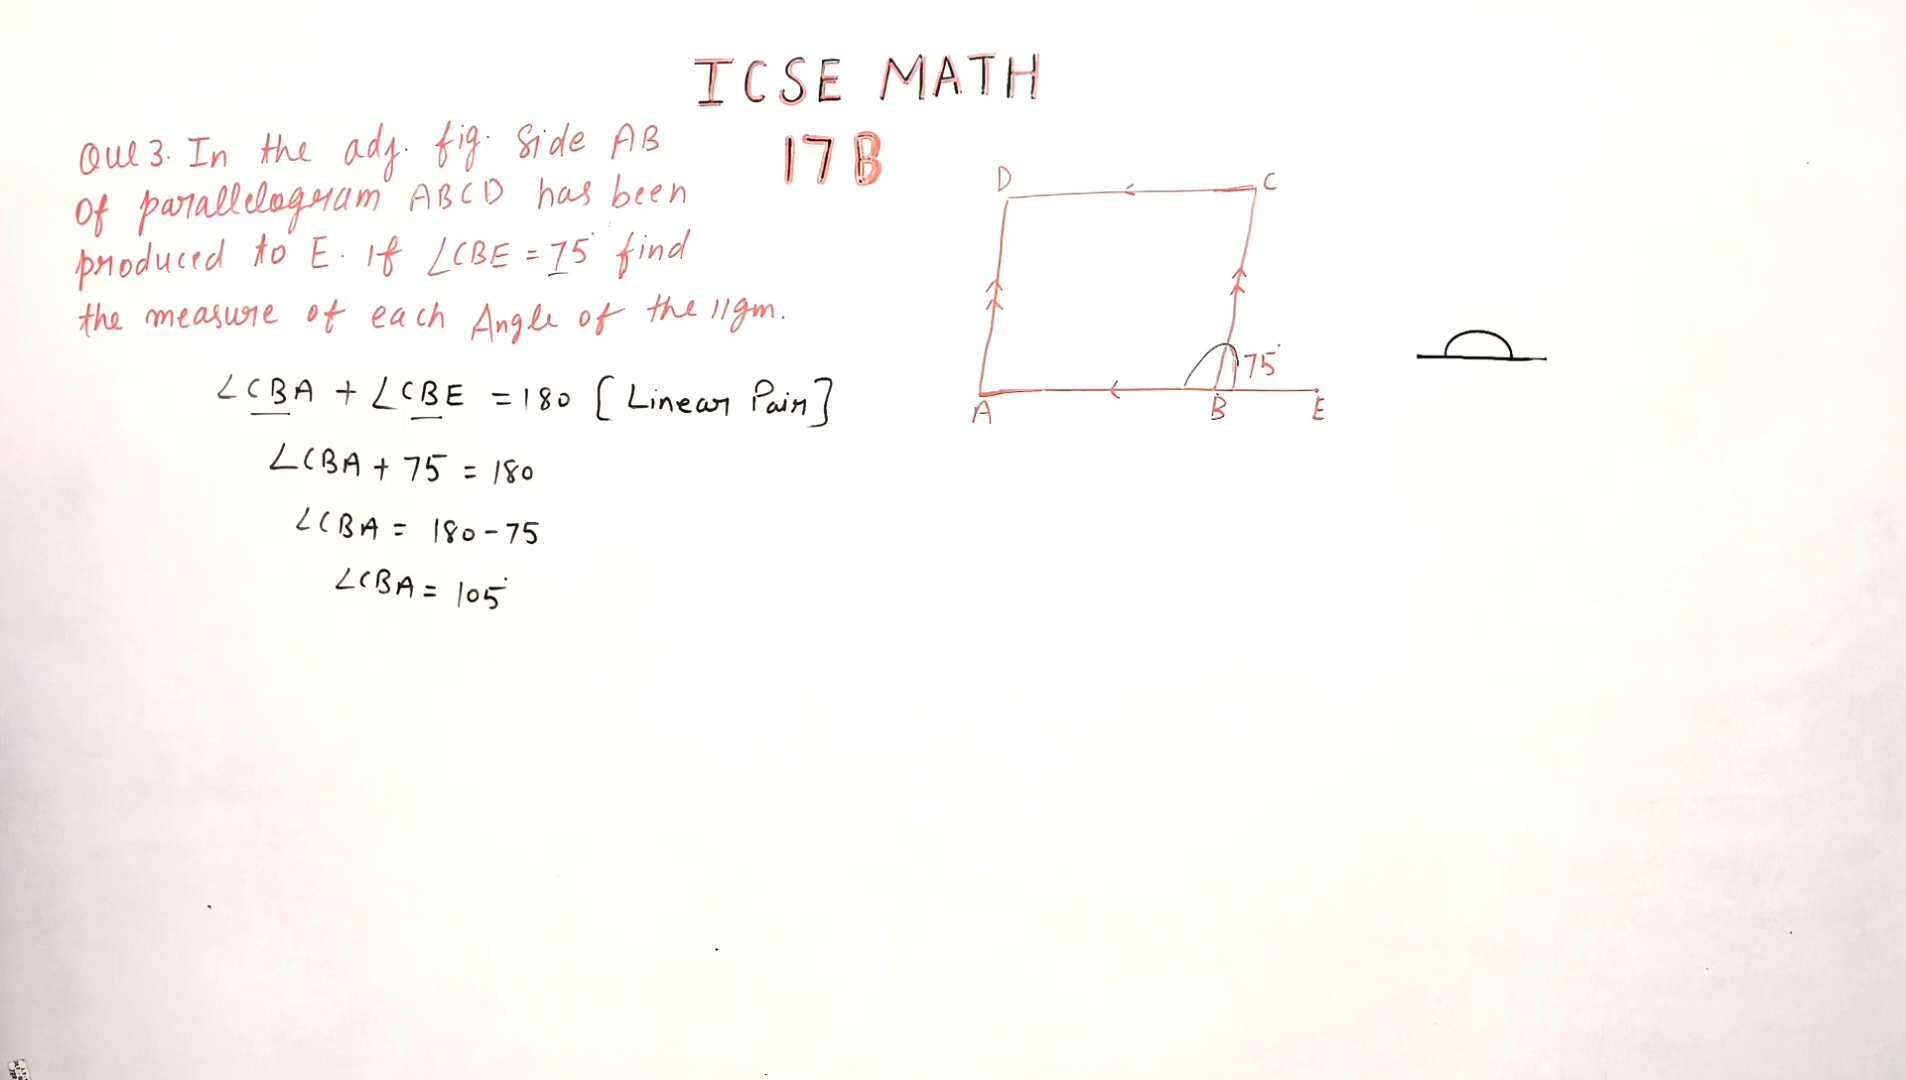 ICSE MATH
17B
Que 3. In the adj. fig. Side AB
Of parallelogram ABCD has been
produced to E. If ∠CBE = 75° find
the measure of each Angle of the ||gm.
∠CBA + ∠CBE = 180 [Linear Pair]
∠CBA + 75 = 180
∠CBA = 180 - 75
∠CBA = 105°
D
C
75°
A
B
E